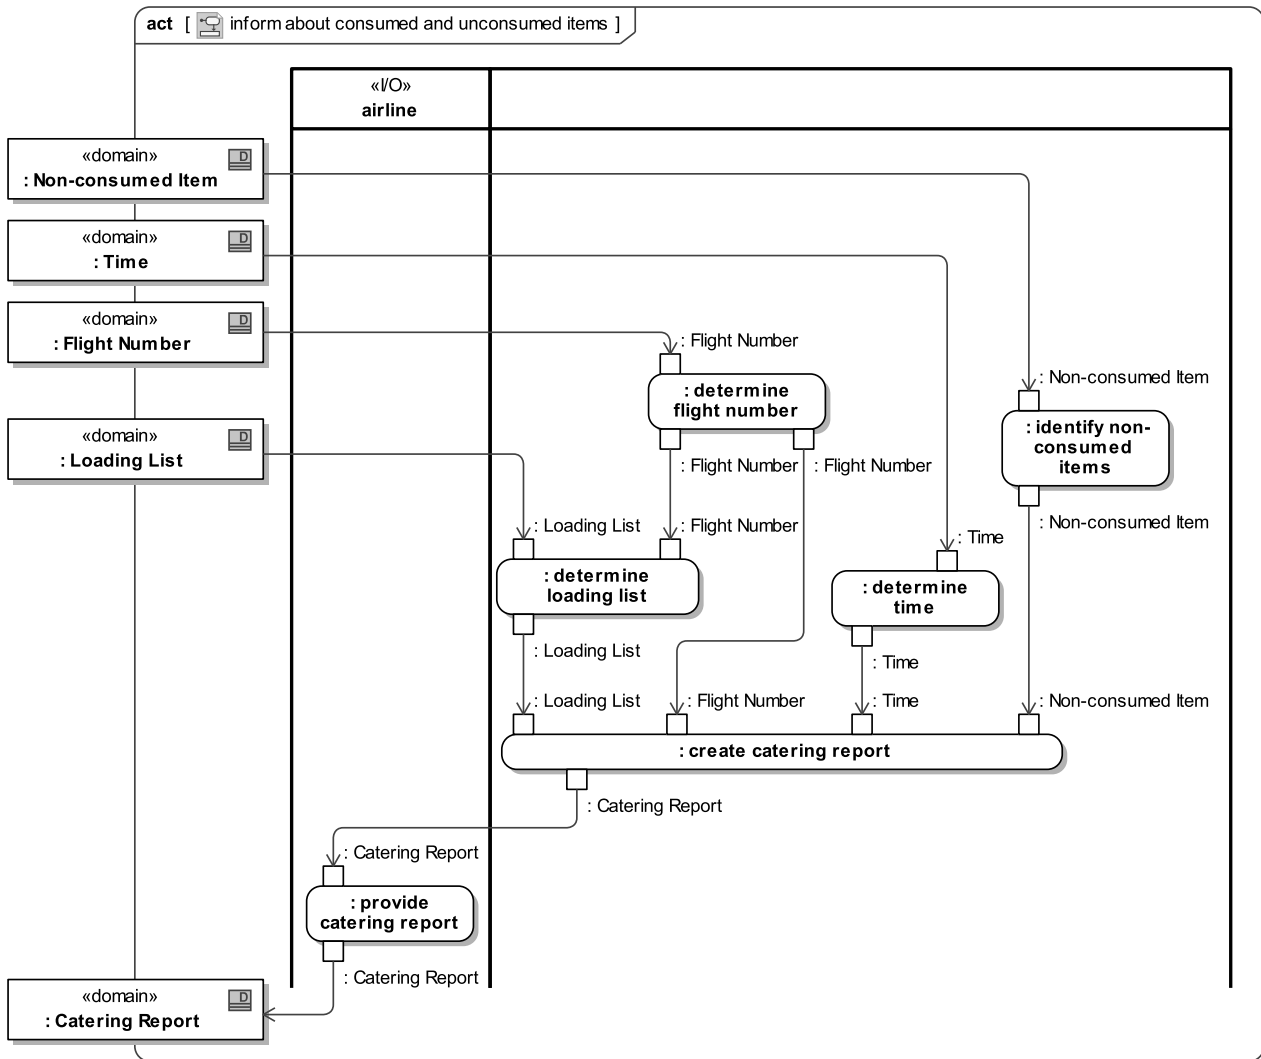 act [ inform about consumed and unconsumed items ]
«I/O»
airline
«domain»
D
: Non-consumed Item
«domain»
D
: Time
«domain»
D
: Flight Number
: Flight Number
: determine
flight number
: Non-consumed Item
: identify non-
consumed
items
«domain»
D
: Loading List
: Flight Number
: Flight Number
: Non-consumed Item
: Loading List
: Flight Number
: Time
: determine
loading list
: determine
time
: Loading List
: Time
: Loading List
: Flight Number
: Time
: Non-consumed Item
: create catering report
: Catering Report
: Catering Report
: provide
catering report
: Catering Report
«domain»
D
: Catering Report